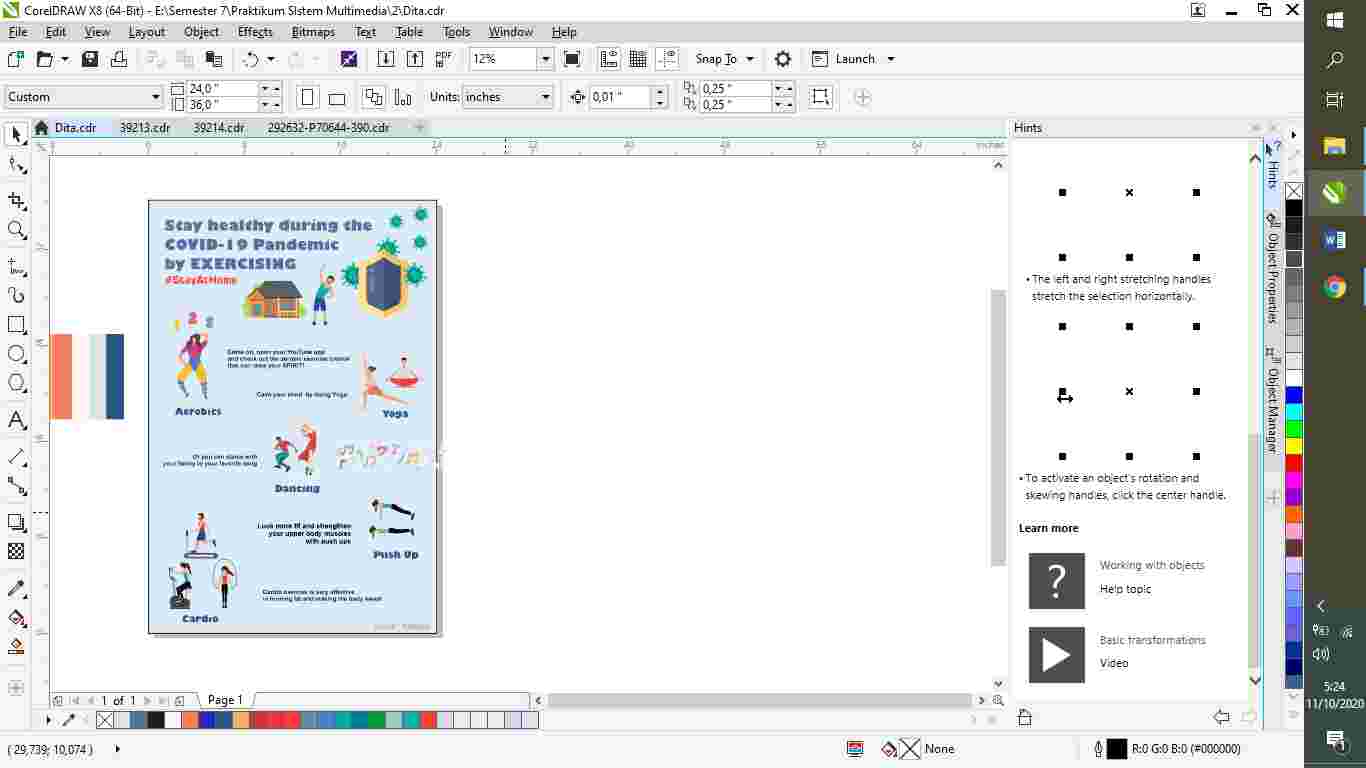 CorelDRAW X8 (64-Bit) - E:\Semester 7\Praktikum SIstem Multimedia\2\Dita.cdr
File Edit View Layout Object Effects Bitmaps Text Table Tools Window Help
PDF 12% Snap To Launch
Custom 24,0 " 36,0 " Units: inches 0,01 " 0,25 " 0,25 "
Dita.cdr 39213.cdr 39214.cdr 292632-P70644-390.cdr
Hints
inches
Stay healthy during the
COVID-19 Pandemic
by EXERCISING
#StayAtHome
1 2 3
Come on, open your YouTube app
and check out the aerobic exercise tutorial
that can raise your SPIRIT!
Calm your mind by doing Yoga
Aerobics
Yoga
Or you can dance with
your family to your favorite song
Dancing
Look more fit and strengthen
your upper body muscles
with push ups
Push Up
Cardio exercise is very effective
in burning fat and making the body sweat
Cardio
• The left and right stretching handles
stretch the selection horizontally.
• To activate an object's rotation and
skewing handles, click the center handle.
Learn more
Working with objects
Help topic
Basic transformations
Video
Hints
Object Properties
Object Manager
1 of 1 Page 1
( 29,739; 10,074 )
None
R:0 G:0 B:0 (#000000)
5:24
11/10/2020
1